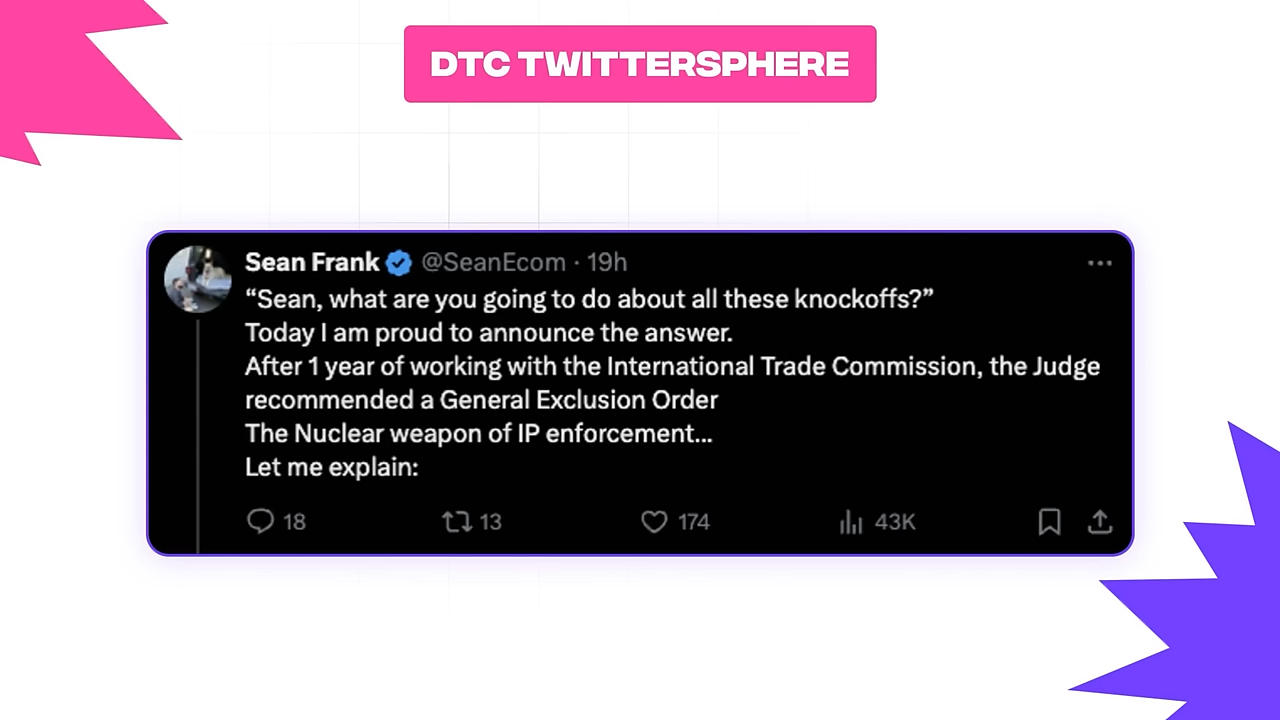 DTC TWITTERSPHERE
Sean Frank @SeanEcom · 19h
“Sean, what are you going to do about all these knockoffs?”
Today I am proud to announce the answer.
After 1 year of working with the International Trade Commission, the Judge
recommended a General Exclusion Order
The Nuclear weapon of IP enforcement...
Let me explain:
18 13 174 43K